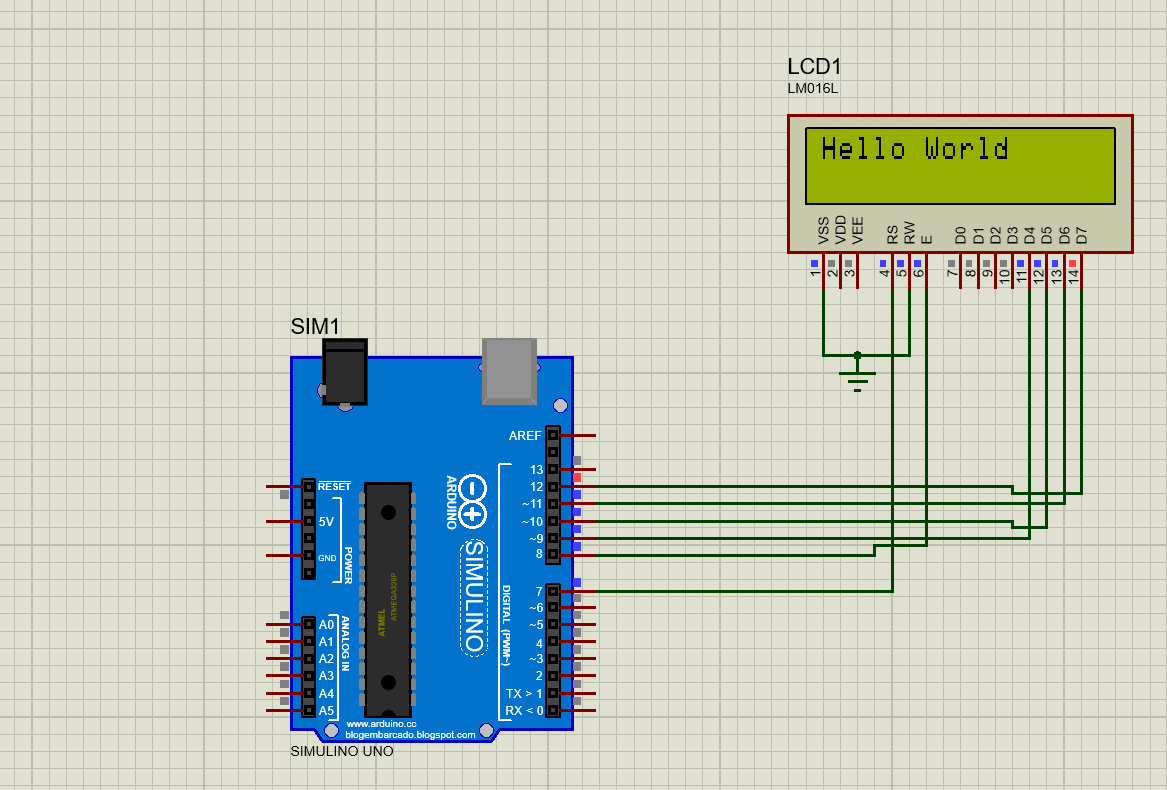 LCD1
LM016L
Hello World
VSS
VDD
VEE
RS
RW
E
D0
D1
D2
D3
D4
D5
D6
D7
1
2
3
4
5
6
7
8
9
10
11
12
13
14
SIM1
AREF
13
12
~11
~10
~9
8
7
~6
~5
4
~3
2
TX > 1
RX < 0
RESET
5V
GND
POWER
A0
A1
A2
A3
A4
A5
ANALOG IN
ATMEL
ATMEGA328P
ARDUINO
SIMULINO
DIGITAL (PWM~)
www.arduino.cc
blogembarcado.blogspot.com
SIMULINO UNO